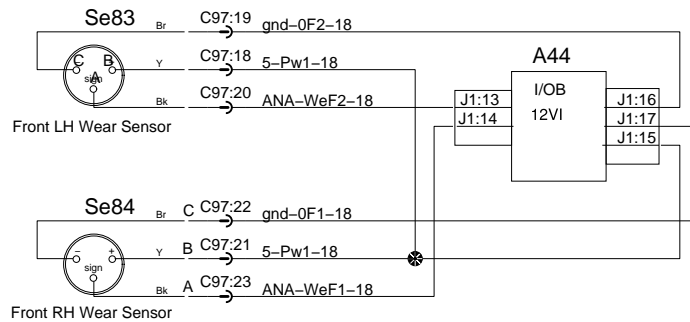 Se83
Br C97:19 gnd–0F2–18
C B Y C97:18 5–Pw1–18
A
sign
Bk C97:20 ANA–WeF2–18
Front LH Wear Sensor
A44
I/OB
12VI
J1:13 J1:16
J1:14 J1:17
J1:15
Se84
Br C C97:22 gnd–0F1–18
– + Y B C97:21 5–Pw1–18
sign
Bk A C97:23 ANA–WeF1–18
Front RH Wear Sensor